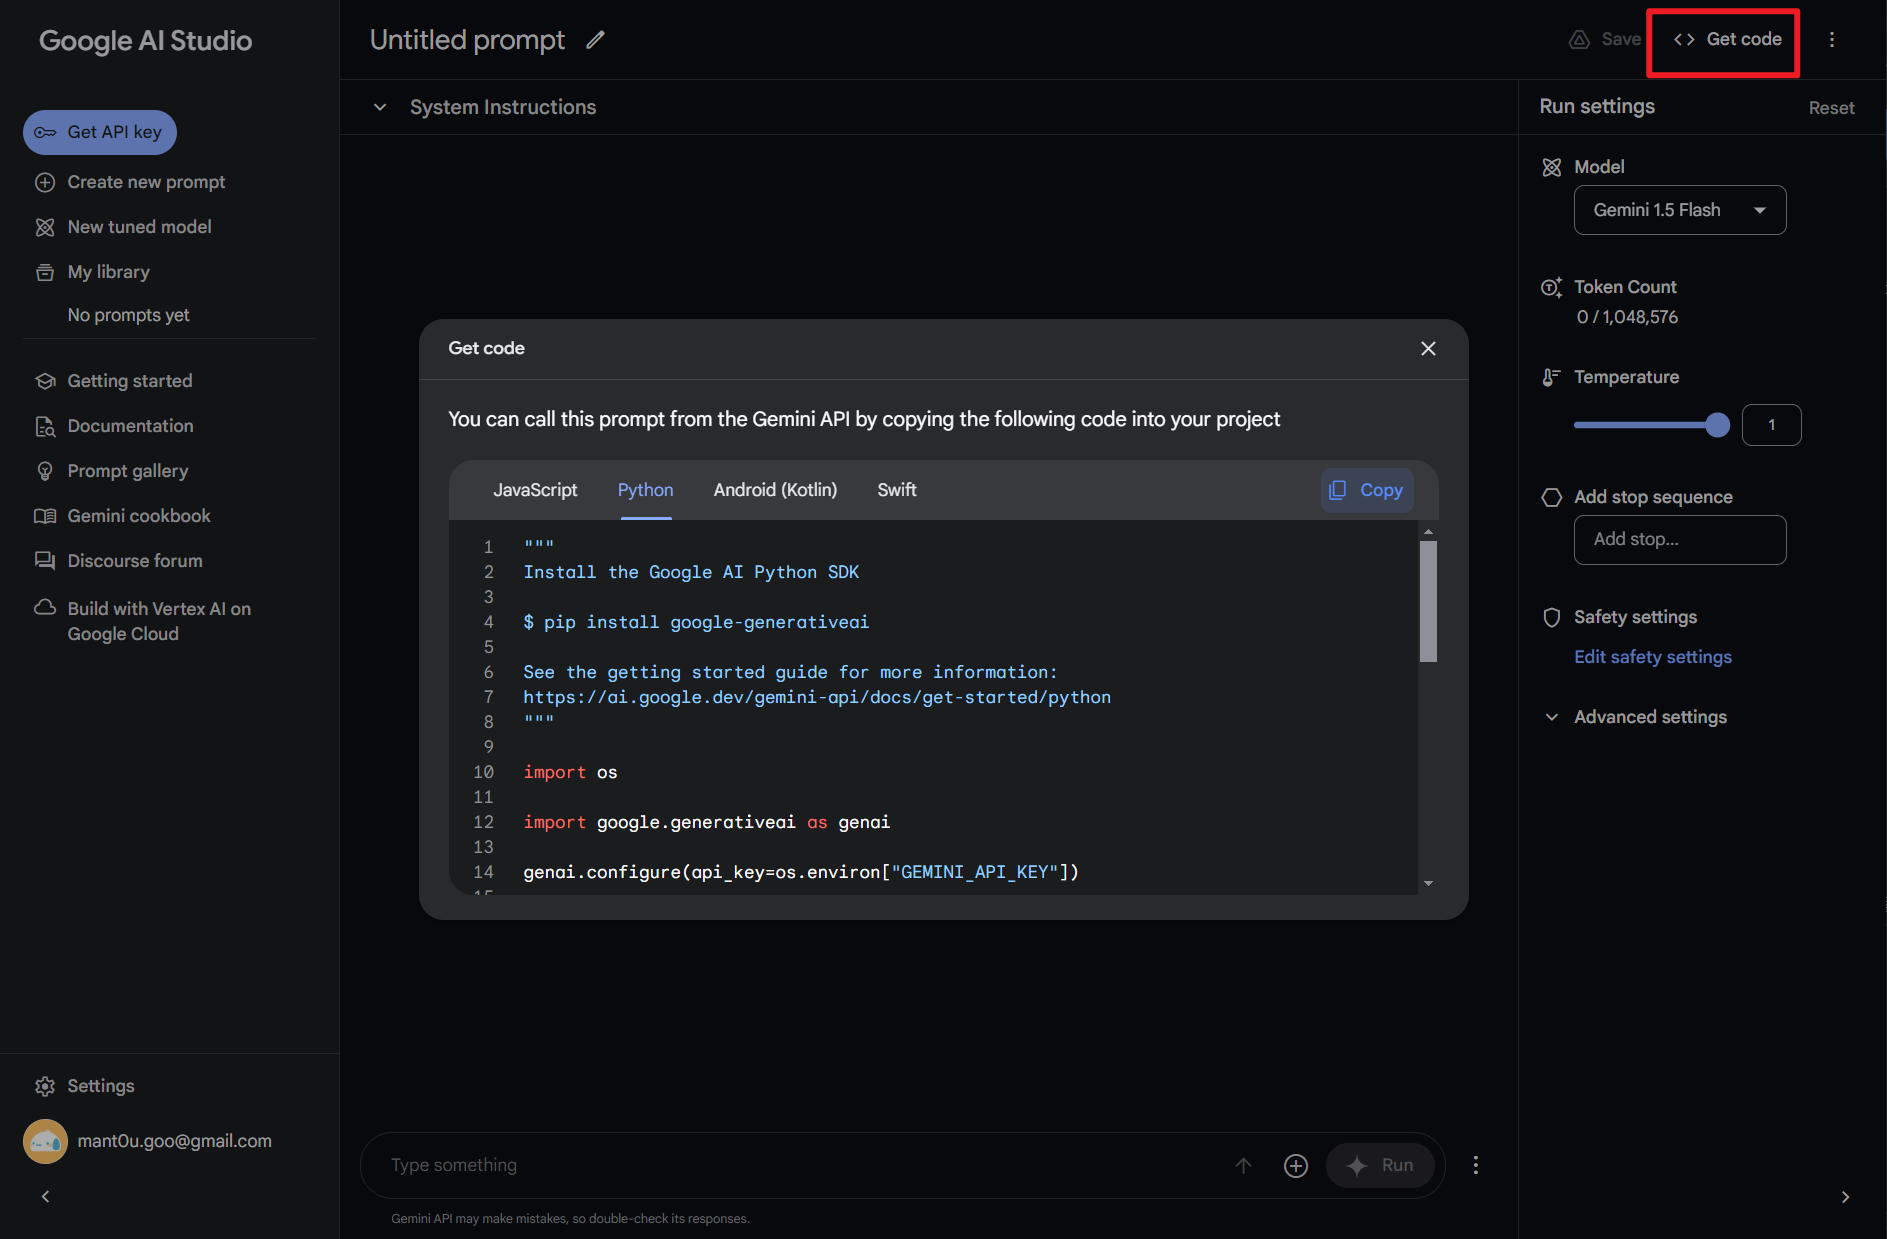 Google AI Studio
Get API key
Create new prompt
New tuned model
My library
No prompts yet
Getting started
Documentation
Prompt gallery
Gemini cookbook
Discourse forum
Build with Vertex AI on
Google Cloud
Settings
mant0u.goo@gmail.com
Untitled prompt
Save
<> Get code
System Instructions
Get code
You can call this prompt from the Gemini API by copying the following code into your project
JavaScript Python Android (Kotlin) Swift Copy
1 """
2 Install the Google AI Python SDK
3
4 $ pip install google-generativeai
5
6 See the getting started guide for more information:
7 https://ai.google.dev/gemini-api/docs/get-started/python
8 """
9
10 import os
11
12 import google.generativeai as genai
13
14 genai.configure(api_key=os.environ["GEMINI_API_KEY"])
15
Type something
Run
Gemini API may make mistakes, so double-check its responses.
Run settings
Reset
Model
Gemini 1.5 Flash
Token Count
0 / 1,048,576
Temperature
1
Add stop sequence
Add stop...
Safety settings
Edit safety settings
Advanced settings